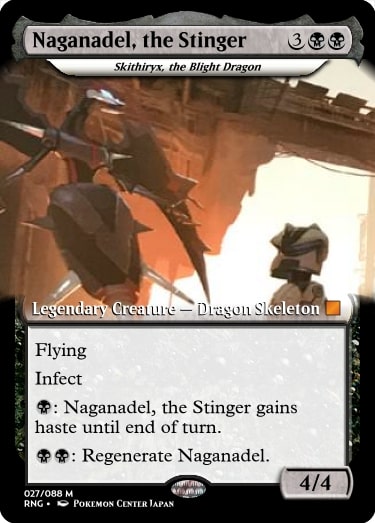 Naganadel, the Stinger 3
Skithiryx, the Blight Dragon
Legendary Creature — Dragon Skeleton
Flying
Infect
: Naganadel, the Stinger gains
haste until end of turn.
: Regenerate Naganadel.
4/4
027/088 M
RNG • Pokemon Center Japan